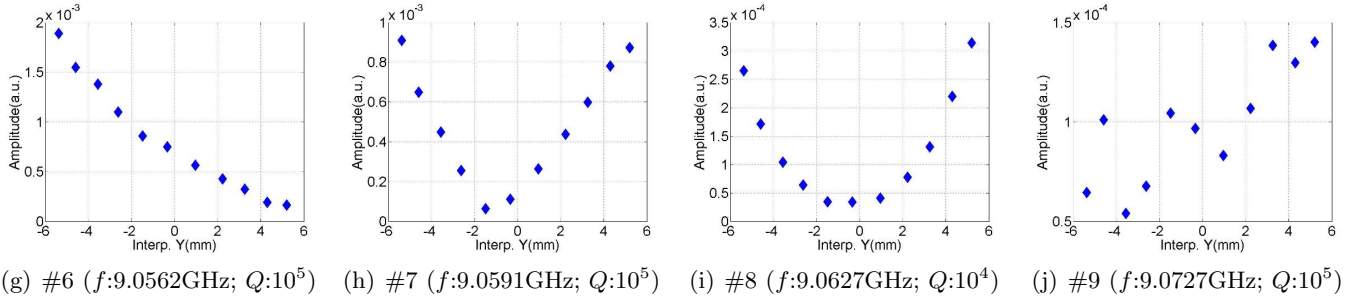 x 10^-3
2
1.5
1
0.5
0
-6 -4 -2 0 2 4 6
Amplitude(a.u.)
Interp. Y(mm)
(g) #6 (f:9.0562GHz; Q:10^5)
x 10^-3
1
0.8
0.6
0.4
0.2
0
-6 -4 -2 0 2 4 6
Amplitude(a.u.)
Interp. Y(mm)
(h) #7 (f:9.0591GHz; Q:10^5)
x 10^-4
4
3.5
3
2.5
2
1.5
1
0.5
0
-6 -4 -2 0 2 4 6
Amplitude(a.u.)
Interp. Y(mm)
(i) #8 (f:9.0627GHz; Q:10^4)
x 10^-4
1.5
1
0.5
-6 -4 -2 0 2 4 6
Amplitude(a.u.)
Interp. Y(mm)
(j) #9 (f:9.0727GHz; Q:10^5)